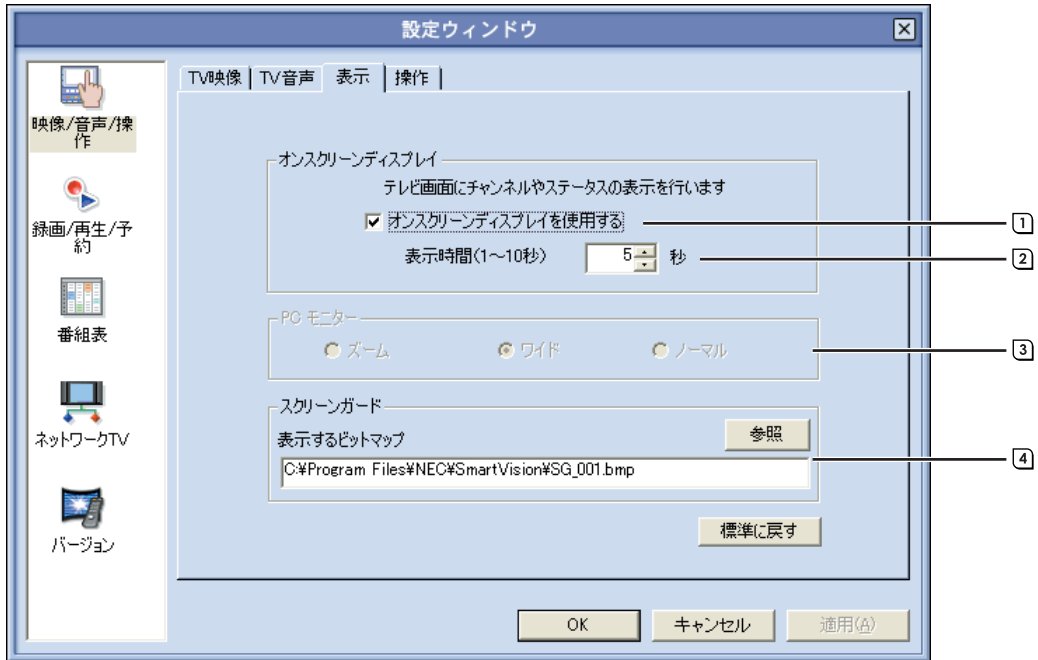 設定ウィンドウ
映像/音声/操
作
録画/再生/予
約
番組表
ネットワークTV
バージョン
TV映像
TV音声
表示
操作
オンスクリーンディスプレイ
テレビ画面にチャンネルやステータスの表示を行います
オンスクリーンディスプレイを使用する
1
表示時間(1～10秒)
5
秒
2
PC モニター
ズーム
ワイド
ノーマル
3
スクリーンガード
表示するビットマップ
参照
C:¥Program Files¥NEC¥SmartVision¥SG_001.bmp
4
標準に戻す
OK
キャンセル
適用(A)